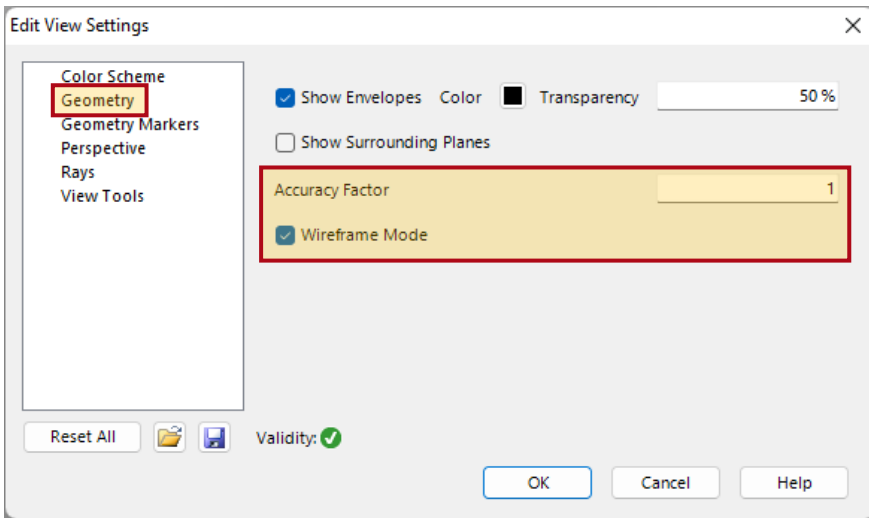 Edit View Settings
Color Scheme
Geometry
Geometry Markers
Perspective
Rays
View Tools
Show Envelopes Color Transparency 50 %
Show Surrounding Planes
Accuracy Factor 1
Wireframe Mode
Reset All Validity:
OK Cancel Help